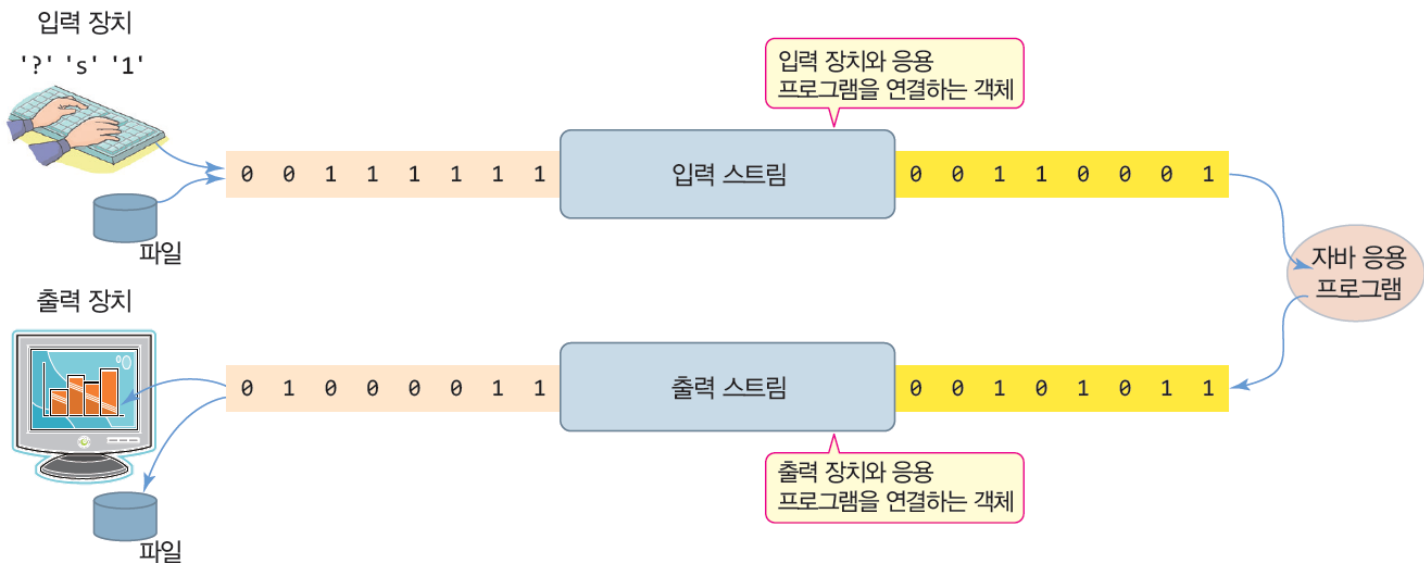 입력 장치
'?' 's' '1'
입력 장치와 응용
프로그램을 연결하는 객체
0 0 1 1 1 1 1 1
입력 스트림
0 0 1 1 0 0 0 1
파일
자바 응용
프로그램
출력 장치
0 1 0 0 0 0 1 1
출력 스트림
0 0 1 0 1 0 1 1
출력 장치와 응용
프로그램을 연결하는 객체
파일